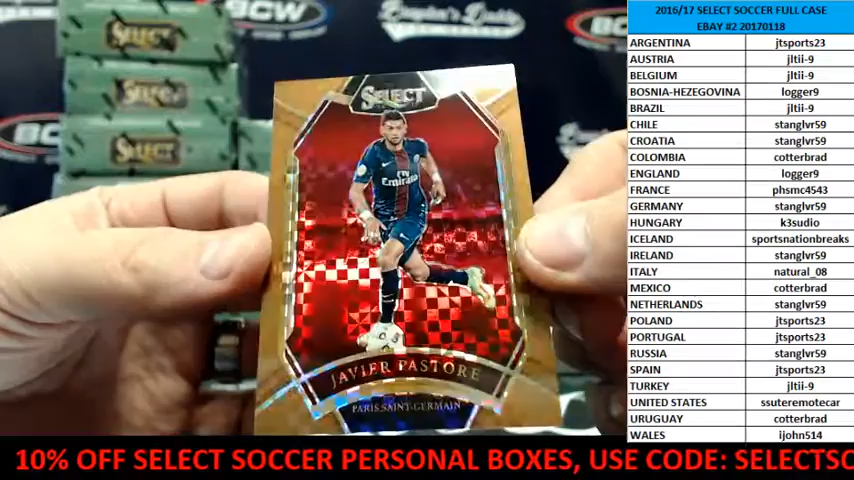 SELECT
SELECT
SELECT
BCW
BCW
SELECT
Fly
Emirates
JAVIER PASTORE
PARIS SAINT-GERMAIN
2016/17 SELECT SOCCER FULL CASE
EBAY #2 20170118
ARGENTINA jtsports23
AUSTRIA jltii-9
BELGIUM jltii-9
BOSNIA-HEZEGOVINA logger9
BRAZIL jltii-9
CHILE stanglvr59
CROATIA stanglvr59
COLOMBIA cotterbrad
ENGLAND logger9
FRANCE phsmc4543
GERMANY stanglvr59
HUNGARY k3sudio
ICELAND sportsnationbreaks
IRELAND stanglvr59
ITALY natural_08
MEXICO cotterbrad
NETHERLANDS stanglvr59
POLAND jtsports23
PORTUGAL jtsports23
RUSSIA stanglvr59
SPAIN jtsports23
TURKEY jltii-9
UNITED STATES ssuteremotecar
URUGUAY cotterbrad
WALES ijohn514
10% OFF SELECT SOCCER PERSONAL BOXES, USE CODE: SELECTSC